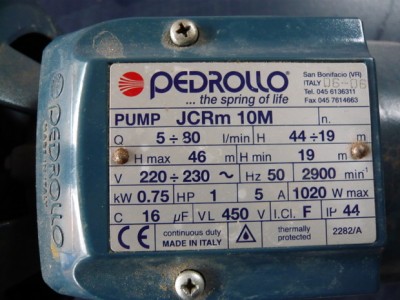 PEDROLLO
... the spring of life
San Bonifacio (VR)
ITALY 06-06
Tel. 045 6136311
Fax 045 7614663
PUMP JCRm 10M n.
Q 5÷80 l/min H 44÷19 m
H max 46 m H min 19 m
V 220÷230 ~ Hz 50 2900 min-1
kW 0.75 HP 1 5 A 1020 W max
C 16 µF VL 450 V I.Cl. F IP 44
CE continuous duty thermally protected 2282/A
MADE IN ITALY
PEDROLLO